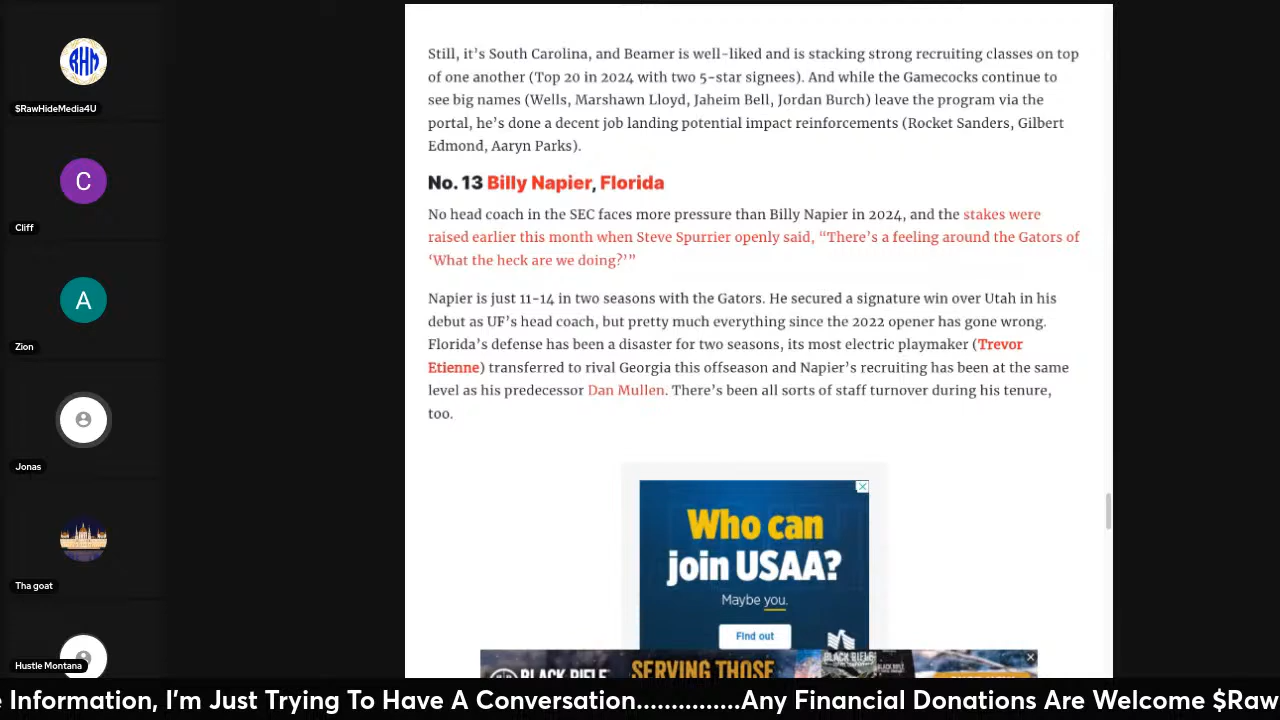 RHM
$RawHideMedia4U
C
Cliff
A
Zion
Jonas
Tha goat
Hustle Montana
Still, it's South Carolina, and Beamer is well-liked and is stacking strong recruiting classes on top
of one another (Top 20 in 2024 with two 5-star signees). And while the Gamecocks continue to
see big names (Wells, Marshawn Lloyd, Jaheim Bell, Jordan Burch) leave the program via the
portal, he's done a decent job landing potential impact reinforcements (Rocket Sanders, Gilbert
Edmond, Aaryn Parks).
No. 13 Billy Napier, Florida
No head coach in the SEC faces more pressure than Billy Napier in 2024, and the stakes were
raised earlier this month when Steve Spurrier openly said, “There's a feeling around the Gators of
‘What the heck are we doing?’”
Napier is just 11-14 in two seasons with the Gators. He secured a signature win over Utah in his
debut as UF's head coach, but pretty much everything since the 2022 opener has gone wrong.
Florida's defense has been a disaster for two seasons, its most electric playmaker (Trevor
Etienne) transferred to rival Georgia this offseason and Napier's recruiting has been at the same
level as his predecessor Dan Mullen. There's been all sorts of staff turnover during his tenure,
too.
Who can
join USAA?
Maybe you.
Find out
BLACK RIFLE
SERVING THOSE
BLACK RIFLE
e Information, I'm Just Trying To Have A Conversation...............Any Financial Donations Are Welcome $Raw